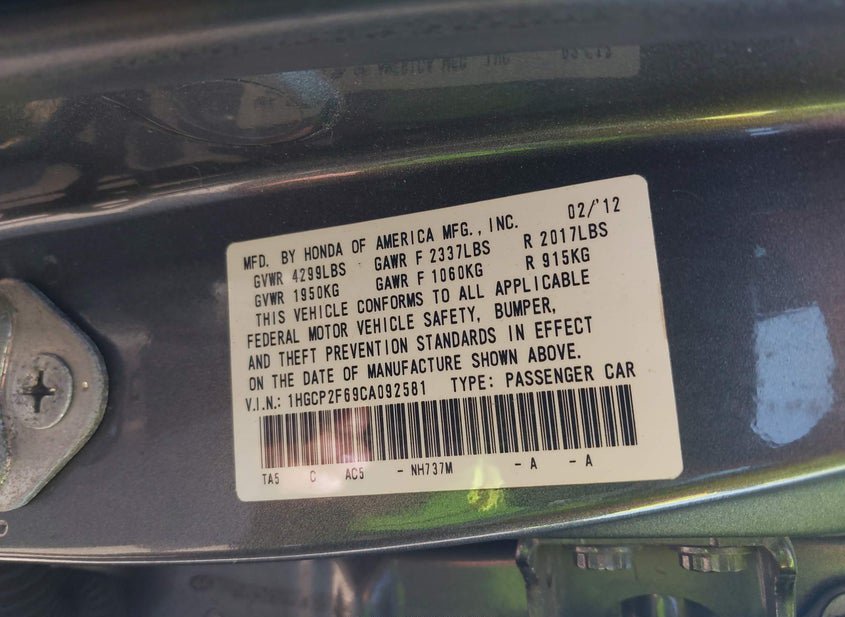 MFD. BY HONDA OF AMERICA MFG., INC. 02/'12
GVWR 4299LBS GAWR F 2337LBS R 2017LBS
GVWR 1950KG GAWR F 1060KG R 915KG
THIS VEHICLE CONFORMS TO ALL APPLICABLE
FEDERAL MOTOR VEHICLE SAFETY, BUMPER,
AND THEFT PREVENTION STANDARDS IN EFFECT
ON THE DATE OF MANUFACTURE SHOWN ABOVE.
V.I.N.: 1HGCP2F69CA092581 TYPE: PASSENGER CAR
TA5 C AC5 - NH737M - A - A